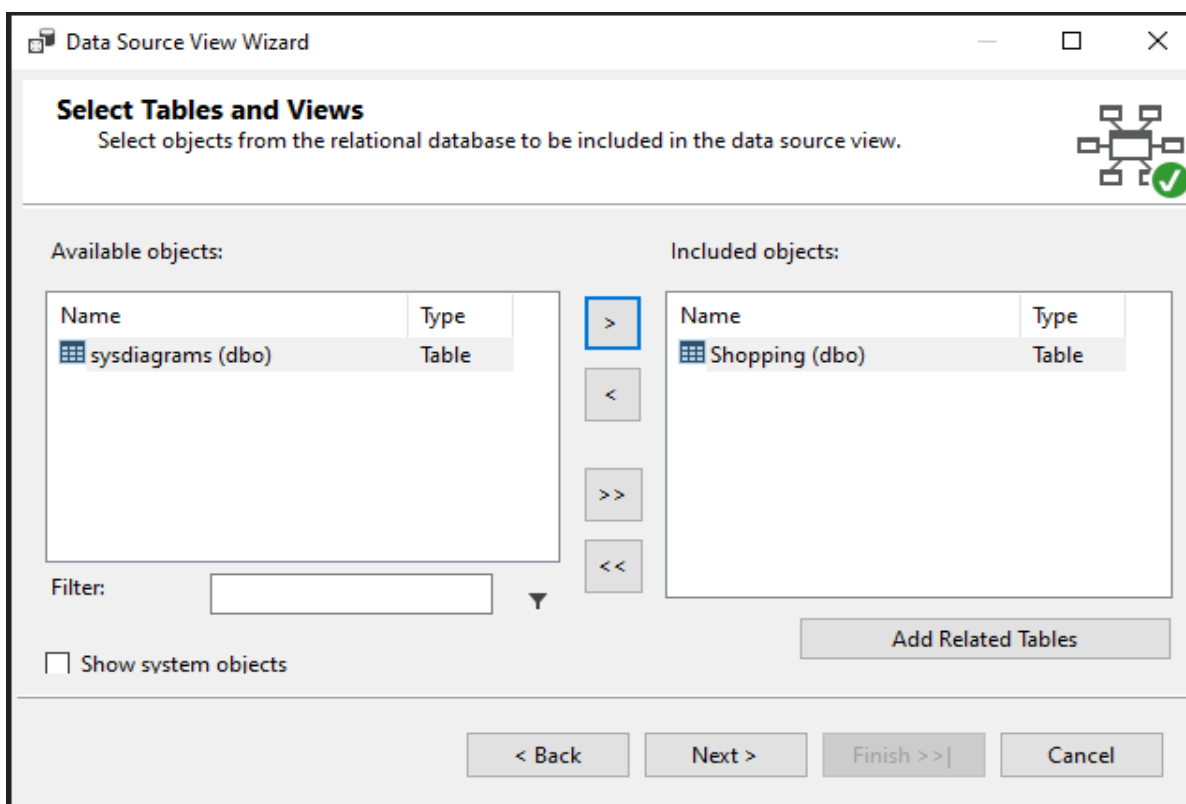 Data Source View Wizard
Select Tables and Views
Select objects from the relational database to be included in the data source view.
Available objects:
Included objects:
Name Type
sysdiagrams (dbo) Table
>
<
>>
<<
Name Type
Shopping (dbo) Table
Filter:
Add Related Tables
Show system objects
< Back Next > Finish >>| Cancel